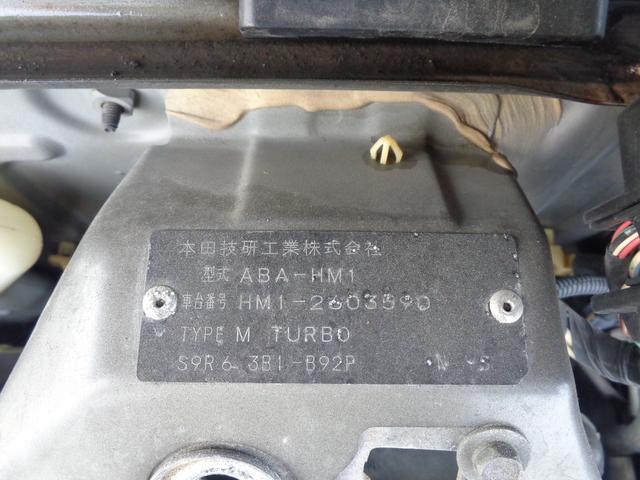 本田技研工業株式会社
型式 ABA-HM1
車台番号 HM1-2603590
TYPE M TURBO
S9R6 3B1-B92P